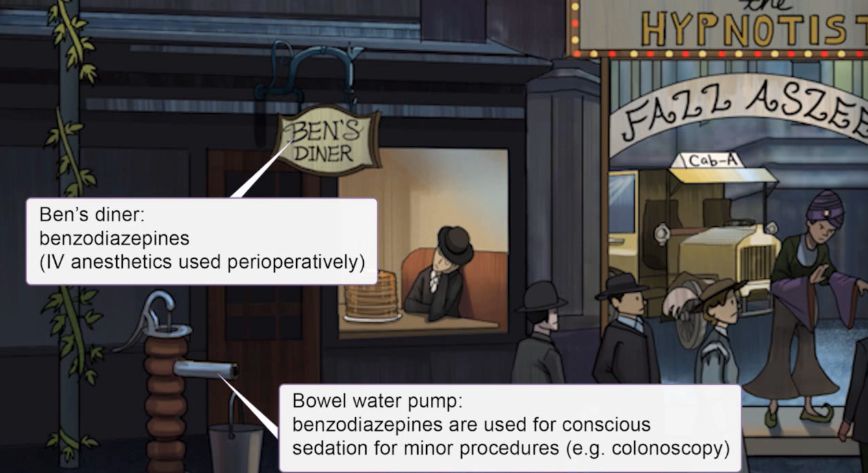 the
HYPNOTIST
FAZZ ASZEE
Cab-A
BEN'S
DINER
Ben's diner:
benzodiazepines
(IV anesthetics used perioperatively)
Bowel water pump:
benzodiazepines are used for conscious
sedation for minor procedures (e.g. colonoscopy)